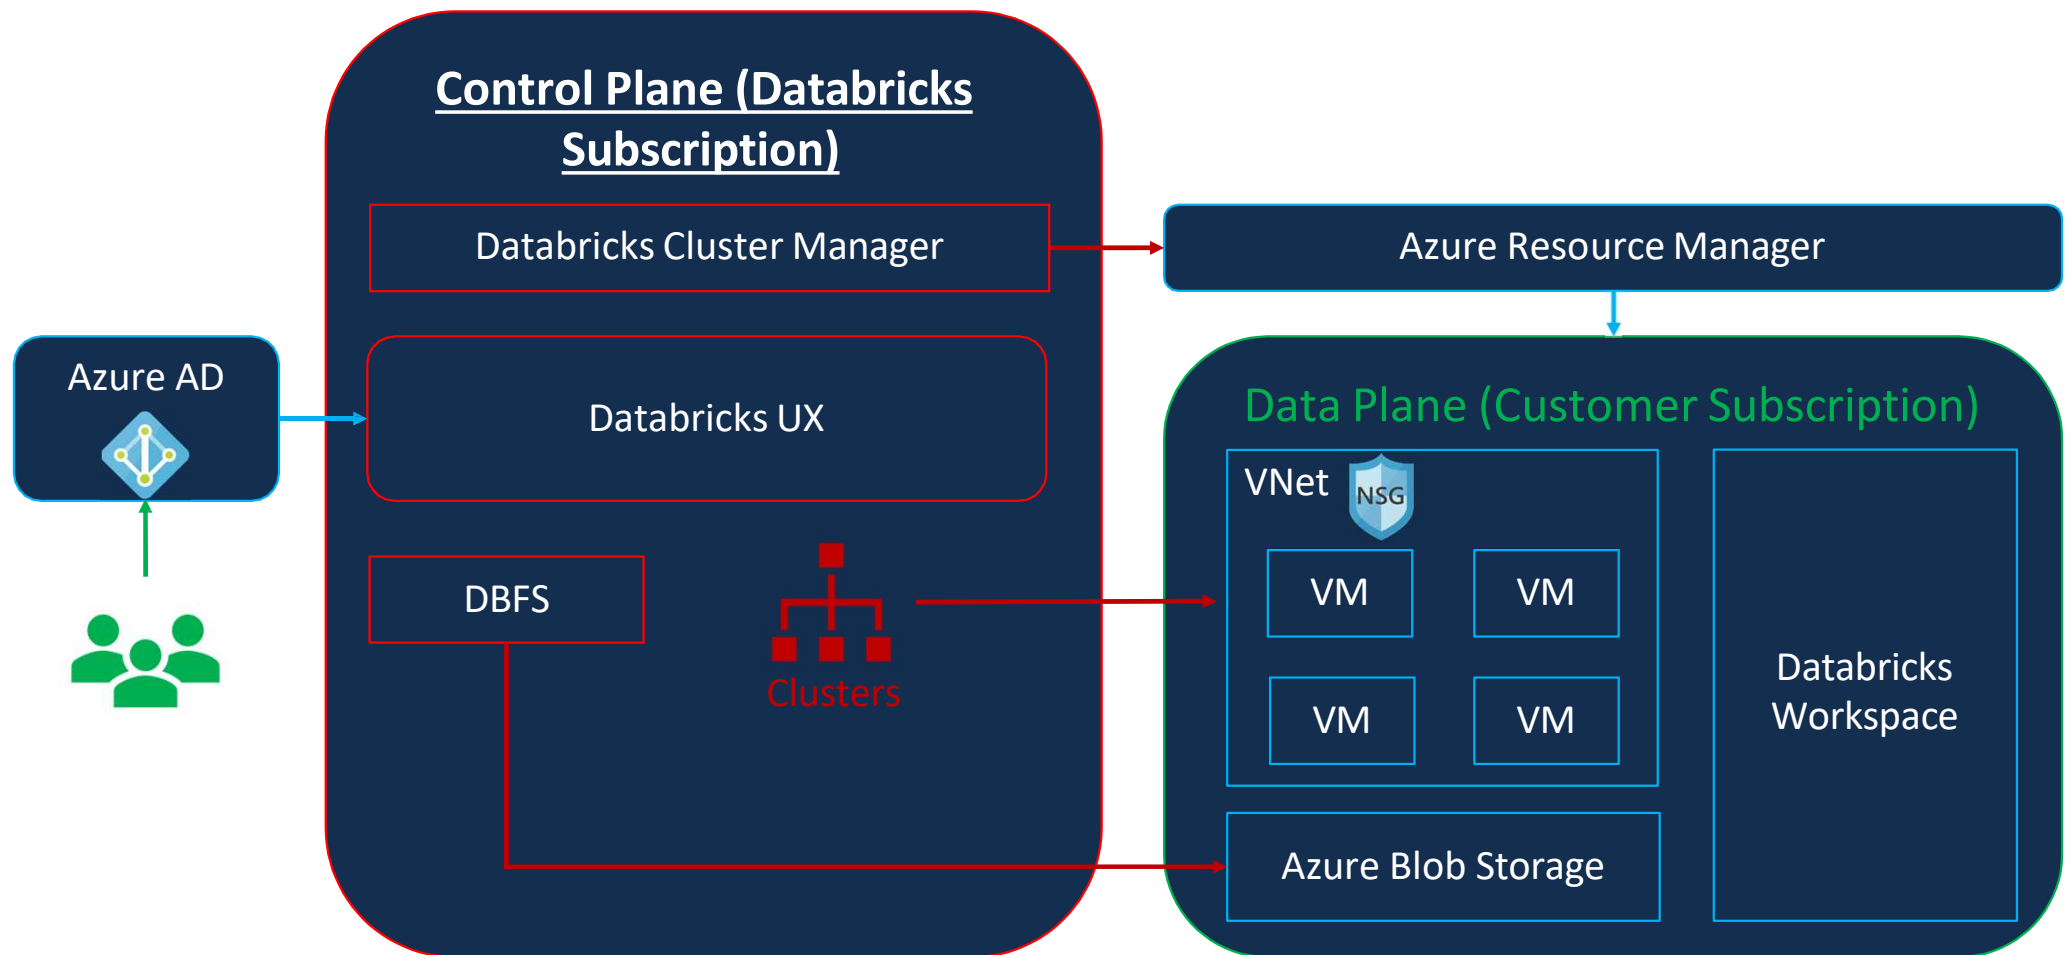 Control Plane (Databricks
Subscription)
Databricks Cluster Manager
Azure Resource Manager
Azure AD
Databricks UX
Data Plane (Customer Subscription)
VNet
NSG
DBFS
Clusters
VM
VM
VM
VM
Databricks
Workspace
Azure Blob Storage